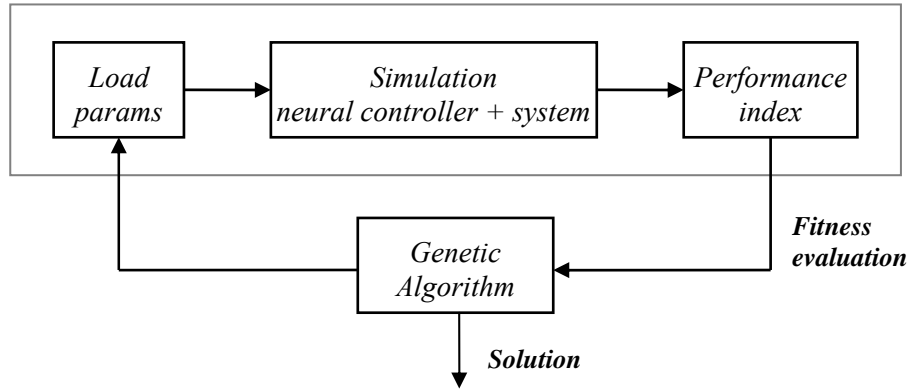 Load
params
Simulation
neural controller + system
Performance
index
Fitness
evaluation
Genetic
Algorithm
Solution